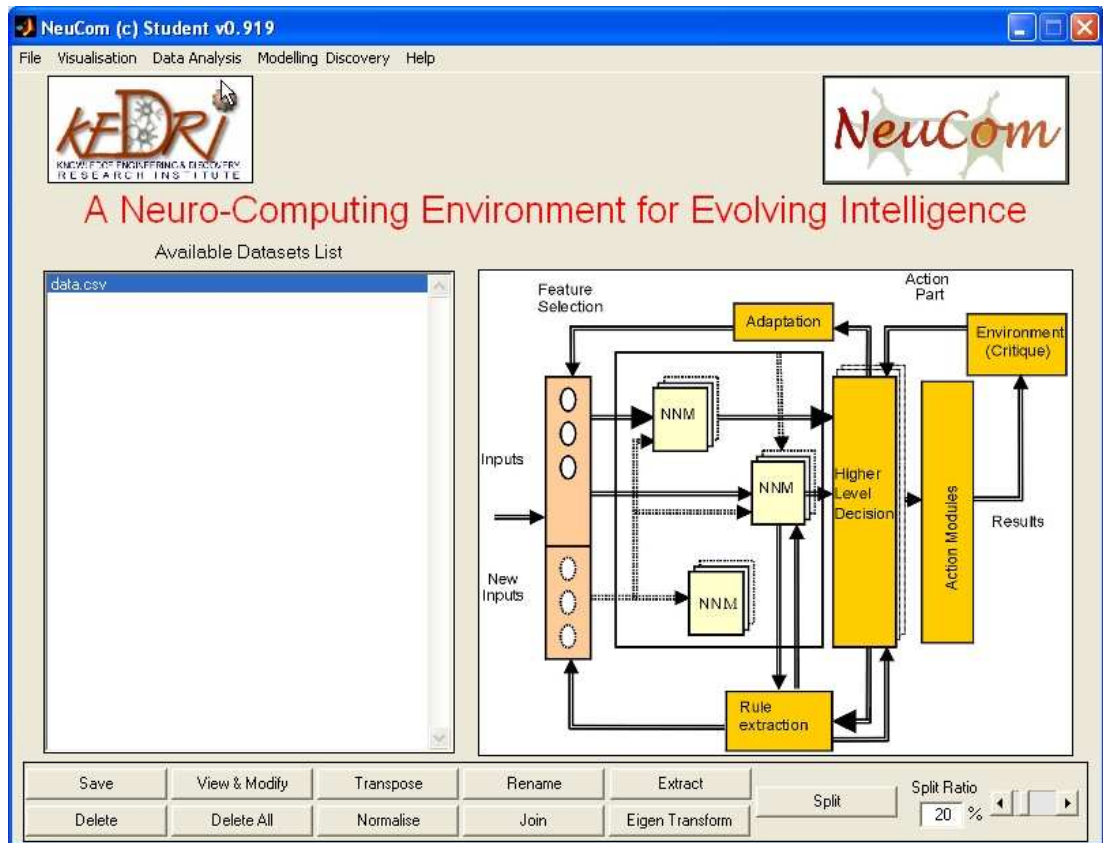 NeuCom (c) Student v0.919
File Visualisation Data Analysis Modelling Discovery Help
KEDRI
KNOWLEDGE ENGINEERING & DISCOVERY
RESEARCH INSTITUTE
NeuCom
A Neuro-Computing Environment for Evolving Intelligence
Available Datasets List
data.csv
Feature
Selection
Action
Part
Adaptation
Environment
(Critique)
NNM
Inputs
NNM
Higher
Level
Decision
Action Modules
Results
New
Inputs
NNM
Rule
extraction
Save View & Modify Transpose Rename Extract
Split
Split Ratio
20 %
Delete Delete All Normalise Join Eigen Transform